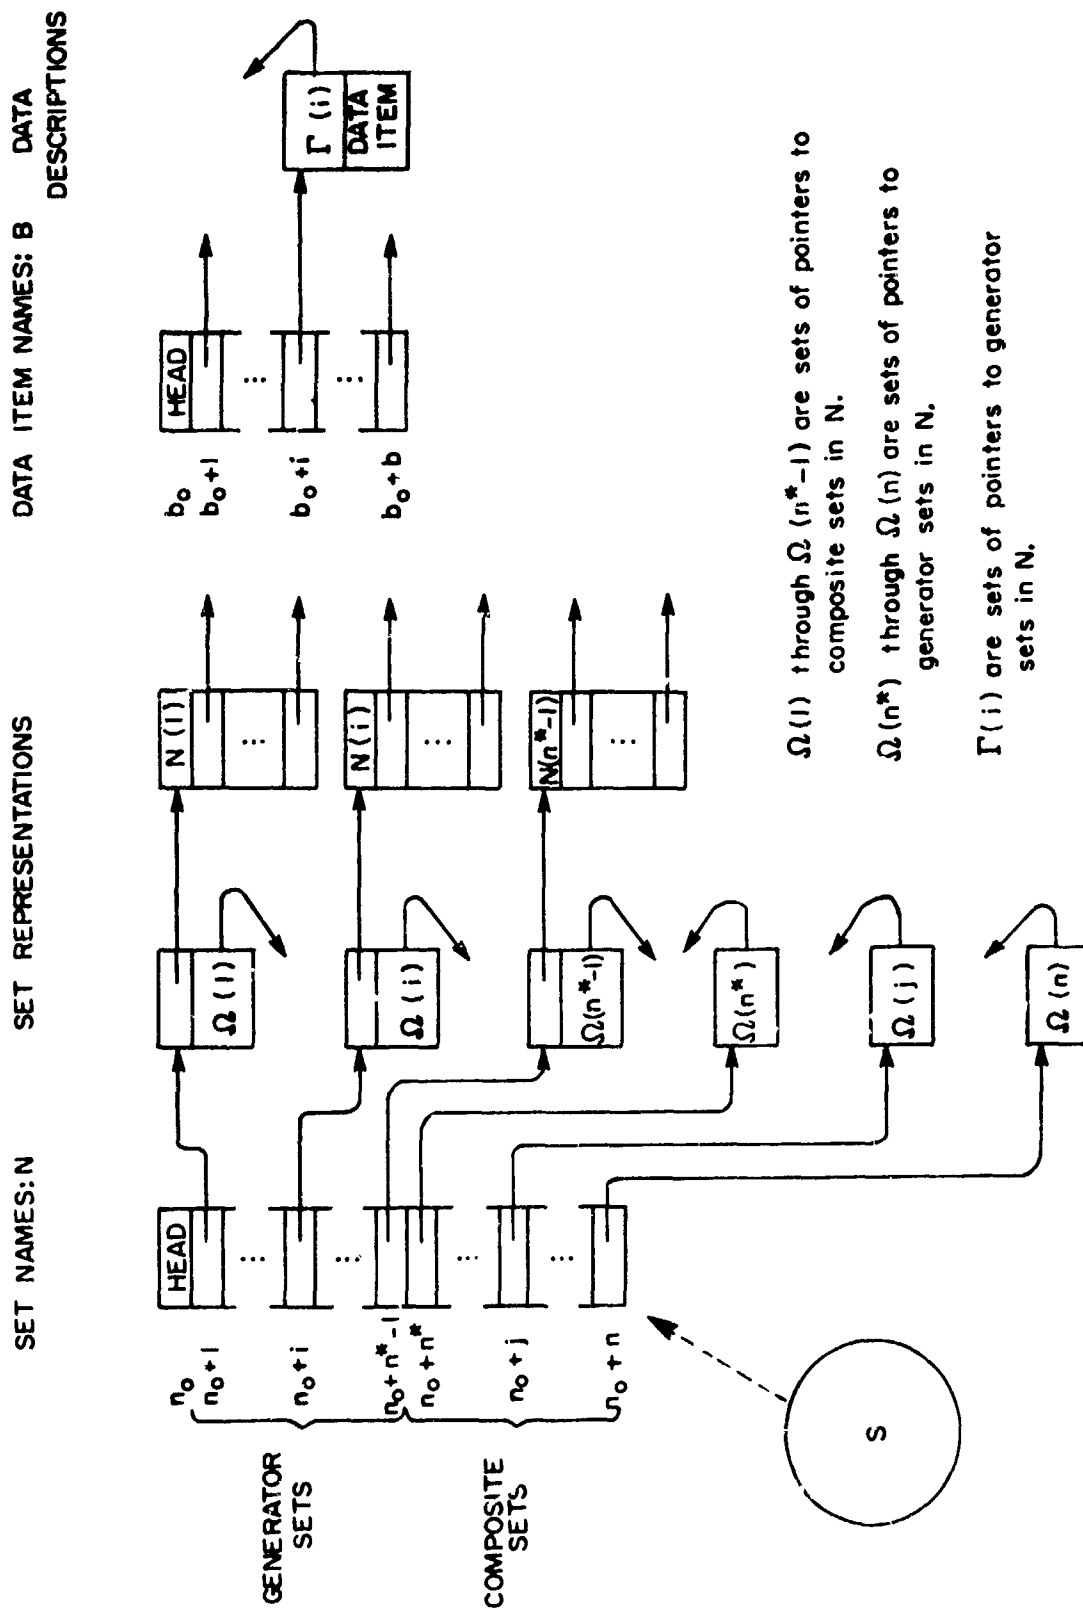 SET NAMES: N
SET REPRESENTATIONS
DATA ITEM NAMES: B
DATA
DESCRIPTIONS
GENERATOR
SETS
COMPOSITE
SETS
n₀
n₀+1
n₀+i
n₀+n*-1
n₀+n*
n₀+j
n₀+n
HEAD
...
...
...
...
Ω(1)
Ω(i)
Ω(n*-1)
Ω(n*)
Ω(j)
Ω(n)
N(1)
...
N(i)
...
N(n*-1)
...
b₀
b₀+1
b₀+i
b₀+b
HEAD
...
...
Γ(i)
DATA
ITEM
S
Ω(1) through Ω(n*-1) are sets of pointers to
composite sets in N.
Ω(n*) through Ω(n) are sets of pointers to
generator sets in N.
Γ(i) are sets of pointers to generator
sets in N.